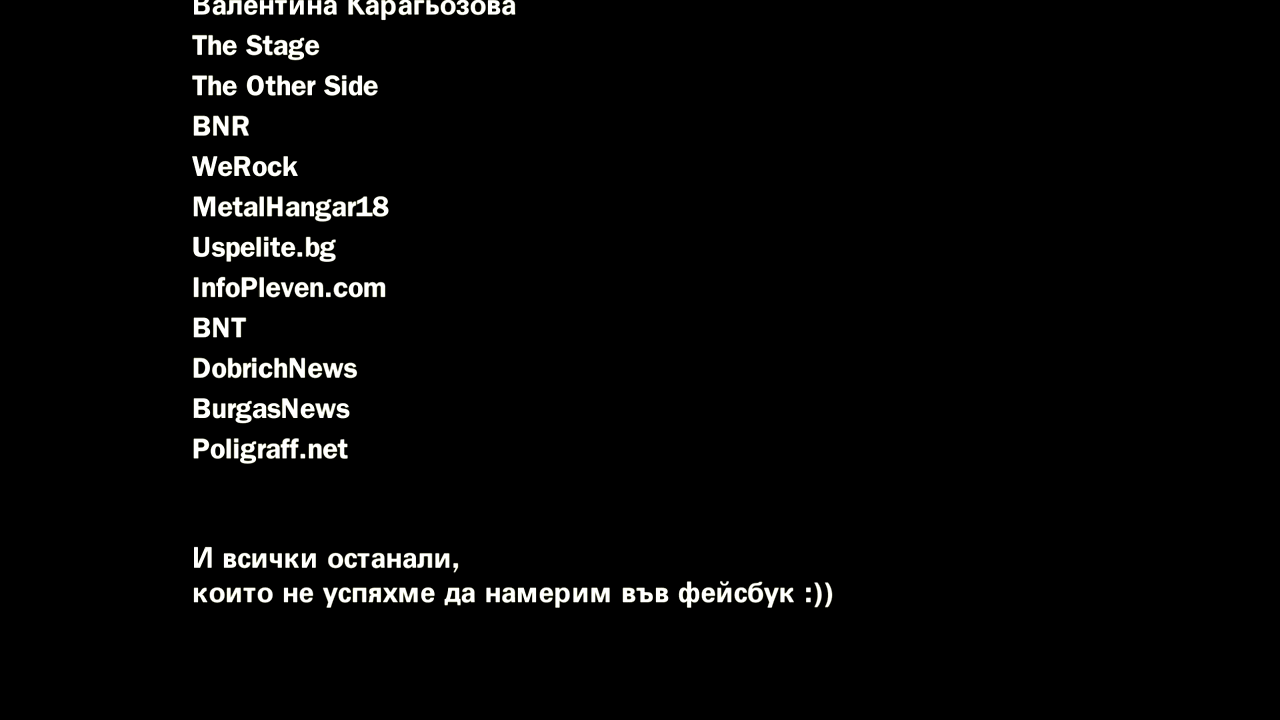 Валентина Карагьозова
The Stage
The Other Side
BNR
WeRock
MetalHangar18
Uspelite.bg
InfoPleven.com
BNT
DobrichNews
BurgasNews
Poligraff.net
И всички останали,
които не успяхме да намерим във фейсбук :))